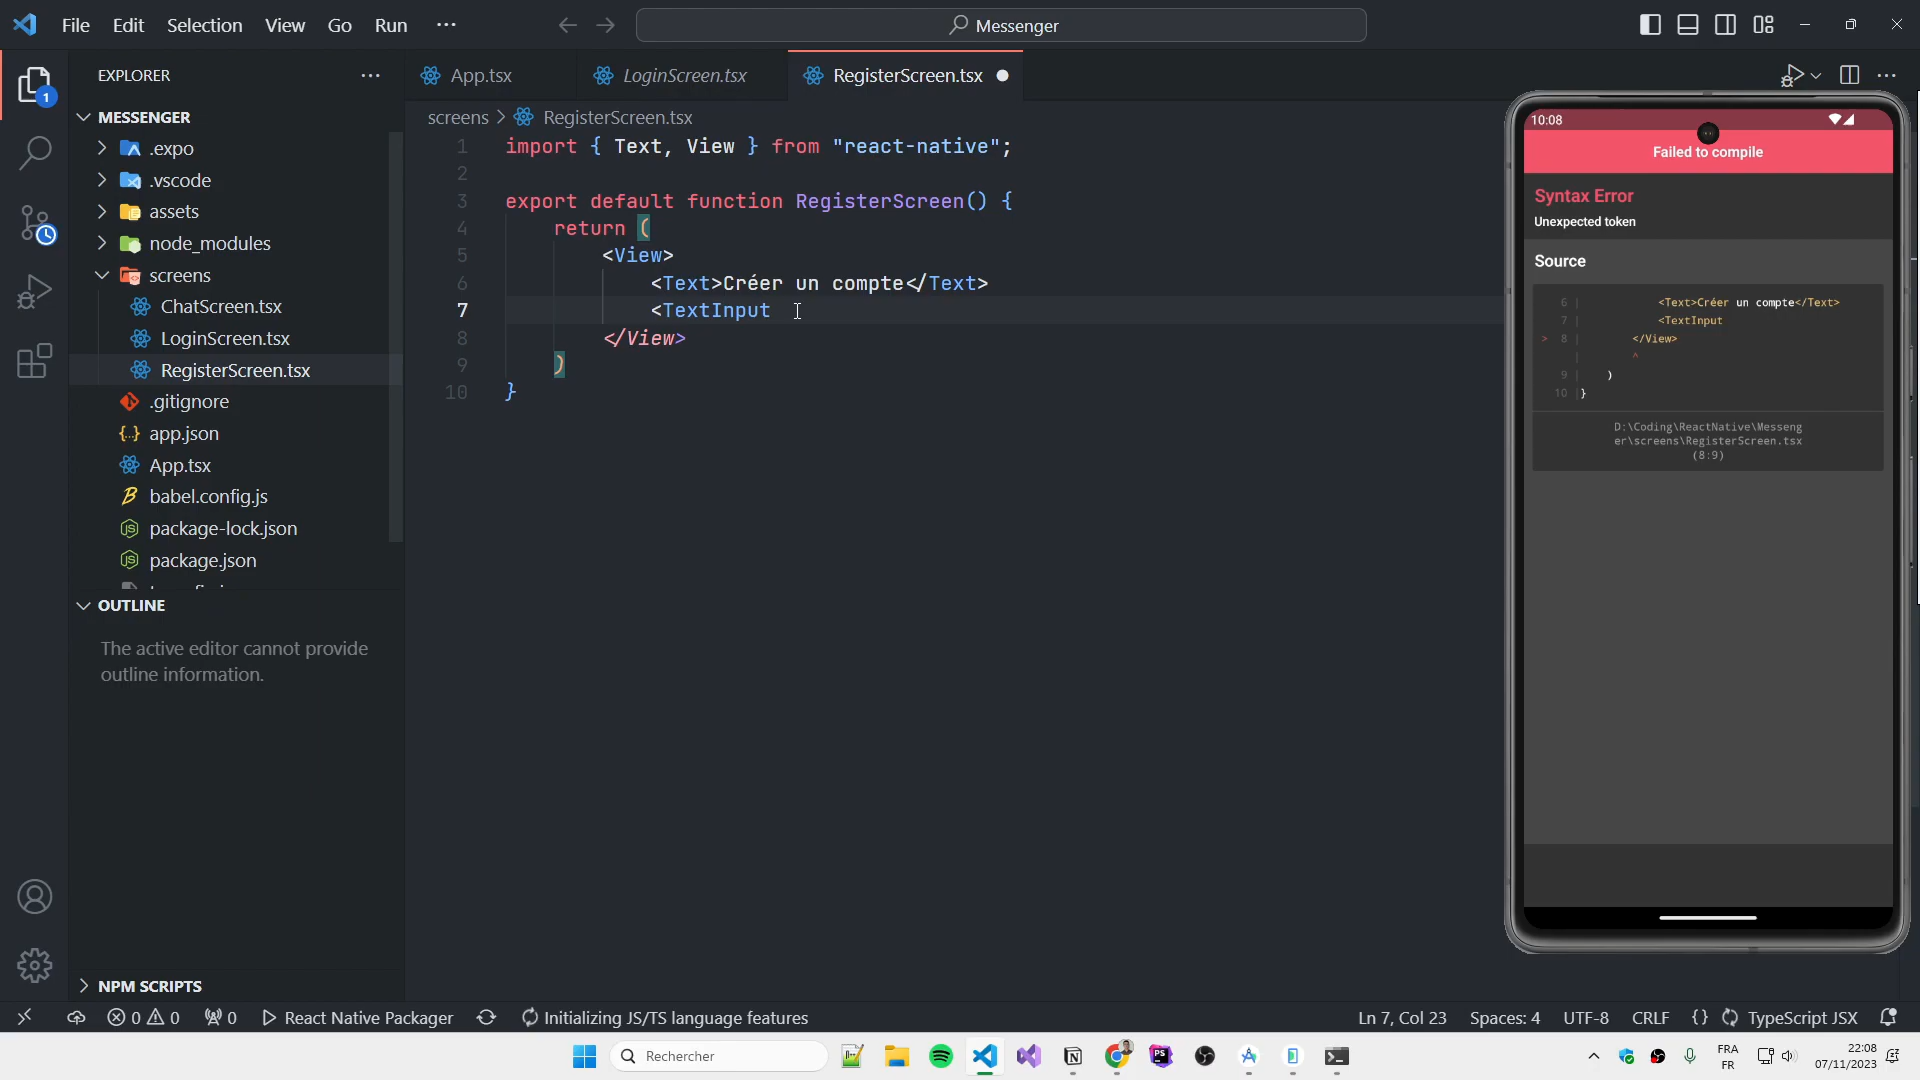 File Edit Selection View Go Run ···
Messenger
EXPLORER
App.tsx
LoginScreen.tsx
RegisterScreen.tsx
MESSENGER
.expo
.vscode
assets
node_modules
screens
ChatScreen.tsx
LoginScreen.tsx
RegisterScreen.tsx
.gitignore
app.json
App.tsx
babel.config.js
package-lock.json
package.json
OUTLINE
The active editor cannot provide
outline information.
NPM SCRIPTS
screens > RegisterScreen.tsx
1 import { Text, View } from "react-native";
2
3 export default function RegisterScreen() {
4 return (
5 <View>
6 <Text>Créer un compte</Text>
7 <TextInput
8 </View>
9 )
10 }
10:08
Failed to compile
Syntax Error
Unexpected token
Source
6 | <Text>Créer un compte</Text>
7 | <TextInput
> 8 | </View>
| ^
9 | )
10 | }
D:\Coding\ReactNative\Messeng
er\screens\RegisterScreen.tsx
(8:9)
0 0 0 React Native Packager Initializing JS/TS language features
Ln 7, Col 23 Spaces: 4 UTF-8 CRLF {} TypeScript JSX
1
Rechercher
PS
FRA
FR
22:08
07/11/2023